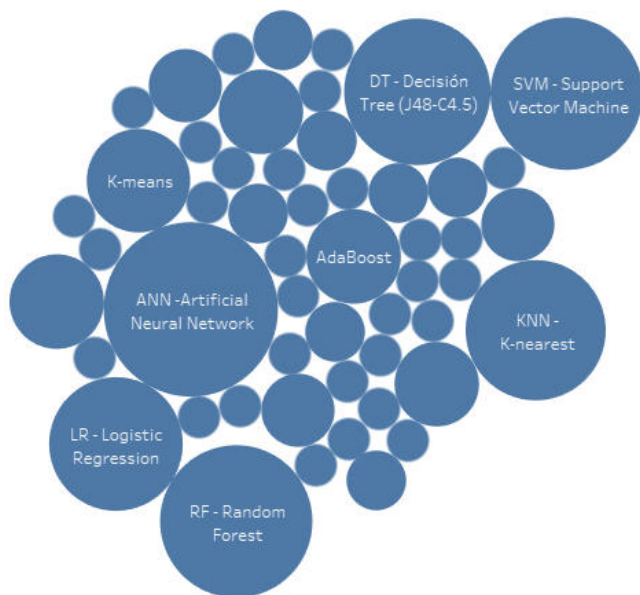 DT - Decisión
Tree (J48-C4.5)
SVM - Support
Vector Machine
K-means
AdaBoost
ANN -Artificial
Neural Network
KNN -
K-nearest
LR - Logistic
Regression
RF - Random
Forest